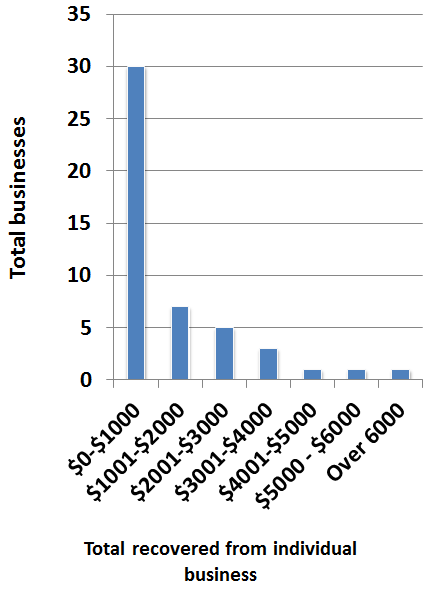 35
30
25
20
15
10
5
0
Total businesses
$0-$1000
$1001-$2000
$2001-$3000
$3001-$4000
$4001-$5000
$5000 - $6000
Over 6000
Total recovered from individual
business